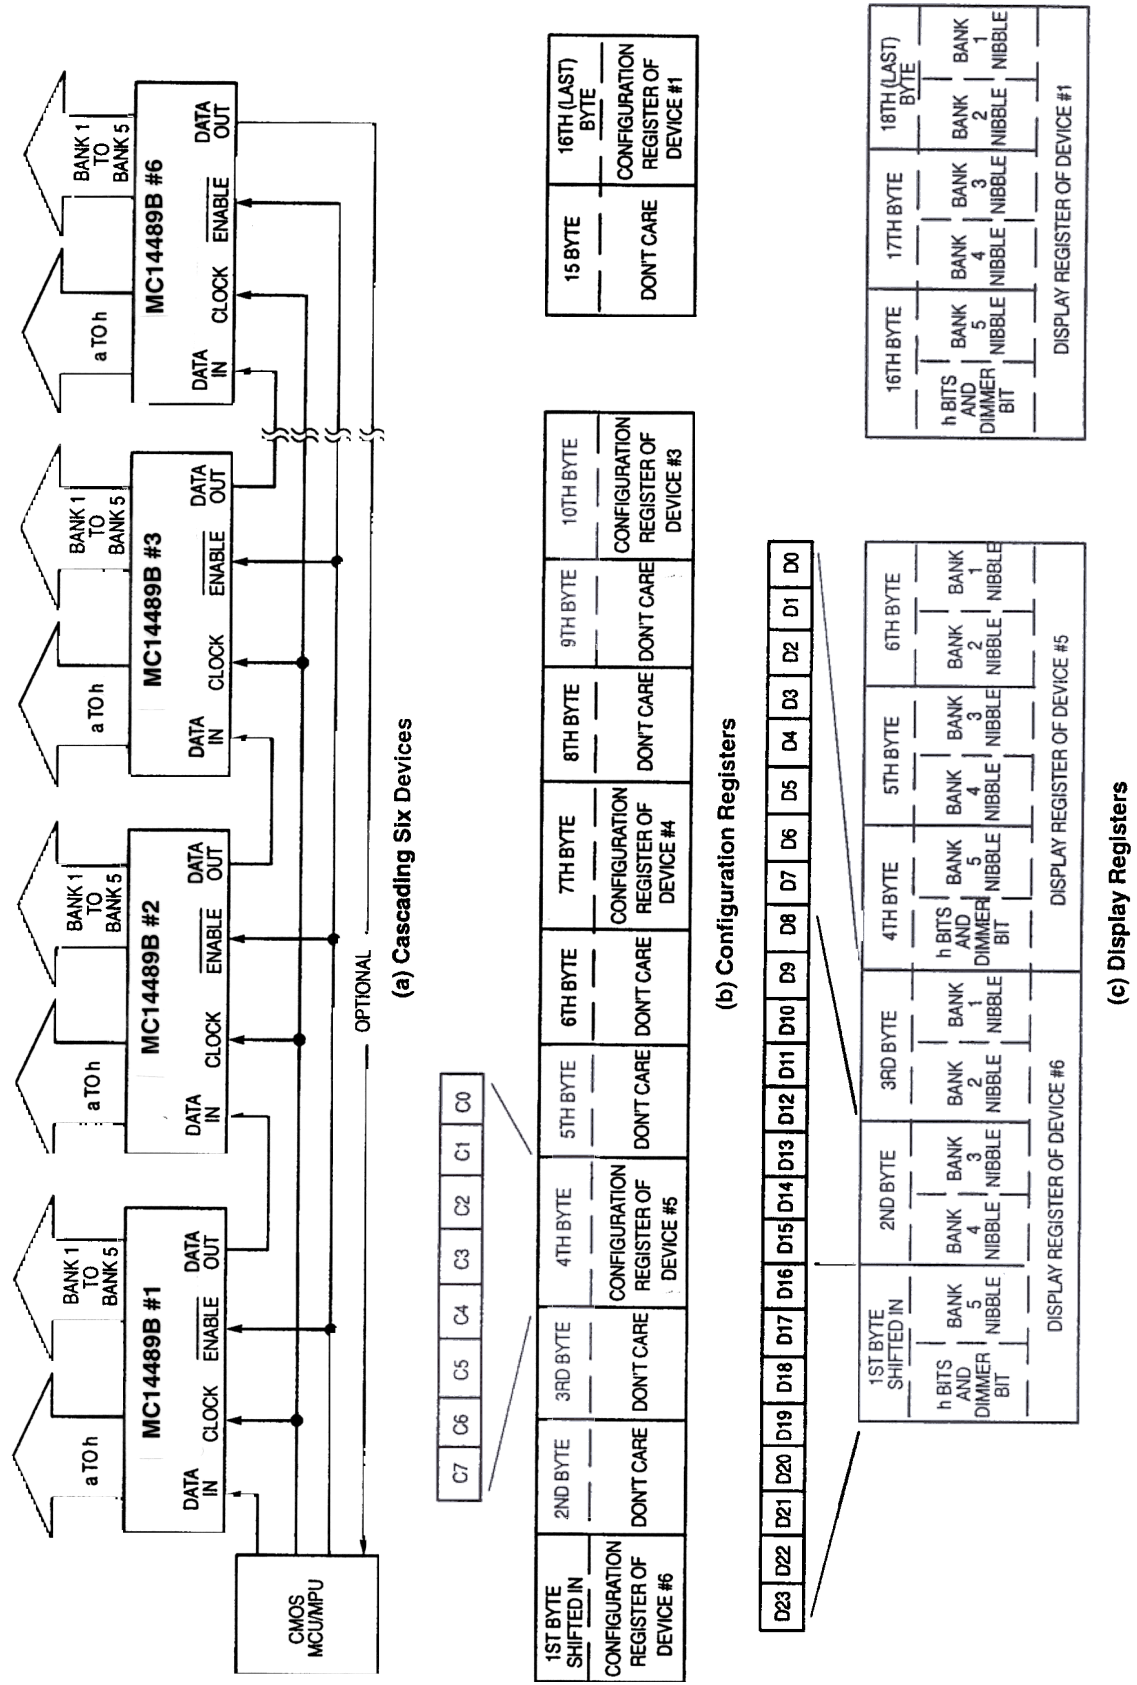 a TO h
BANK 1
TO
BANK 5
MC14489B #1
DATA
IN
CLOCK
ENABLE
DATA
OUT
a TO h
BANK 1
TO
BANK 5
MC14489B #2
DATA
IN
CLOCK
ENABLE
DATA
OUT
a TO h
BANK 1
TO
BANK 5
MC14489B #3
DATA
IN
CLOCK
ENABLE
DATA
OUT
a TO h
BANK 1
TO
BANK 5
MC14489B #6
DATA
IN
CLOCK
ENABLE
DATA
OUT
CMOS
MCU/MPU
OPTIONAL
(a) Cascading Six Devices
C7 C6 C5 C4 C3 C2 C1 C0
1ST BYTE
SHIFTED IN
CONFIGURATION
REGISTER OF
DEVICE #6
2ND BYTE
DON'T CARE
3RD BYTE
DON'T CARE
4TH BYTE
CONFIGURATION
REGISTER OF
DEVICE #5
5TH BYTE
DON'T CARE
6TH BYTE
DON'T CARE
7TH BYTE
CONFIGURATION
REGISTER OF
DEVICE #4
8TH BYTE
DON'T CARE
9TH BYTE
DON'T CARE
10TH BYTE
CONFIGURATION
REGISTER OF
DEVICE #3
15 BYTE
DON'T CARE
16TH (LAST)
BYTE
CONFIGURATION
REGISTER OF
DEVICE #1
(b) Configuration Registers
D23 D22 D21 D20 D19 D18 D17 D16 D15 D14 D13 D12 D11 D10 D9 D8 D7 D6 D5 D4 D3 D2 D1 D0
1ST BYTE
SHIFTED IN
h BITS
AND
DIMMER
BIT
BANK
5
NIBBLE
2ND BYTE
BANK
4
NIBBLE
BANK
3
NIBBLE
3RD BYTE
BANK
2
NIBBLE
BANK
1
NIBBLE
DISPLAY REGISTER OF DEVICE #6
4TH BYTE
h BITS
AND
DIMMER
BIT
BANK
5
NIBBLE
5TH BYTE
BANK
4
NIBBLE
BANK
3
NIBBLE
6TH BYTE
BANK
2
NIBBLE
BANK
1
NIBBLE
DISPLAY REGISTER OF DEVICE #5
16TH BYTE
h BITS
AND
DIMMER
BIT
BANK
5
NIBBLE
17TH BYTE
BANK
4
NIBBLE
BANK
3
NIBBLE
18TH (LAST)
BYTE
BANK
2
NIBBLE
BANK
1
NIBBLE
DISPLAY REGISTER OF DEVICE #1
(c) Display Registers